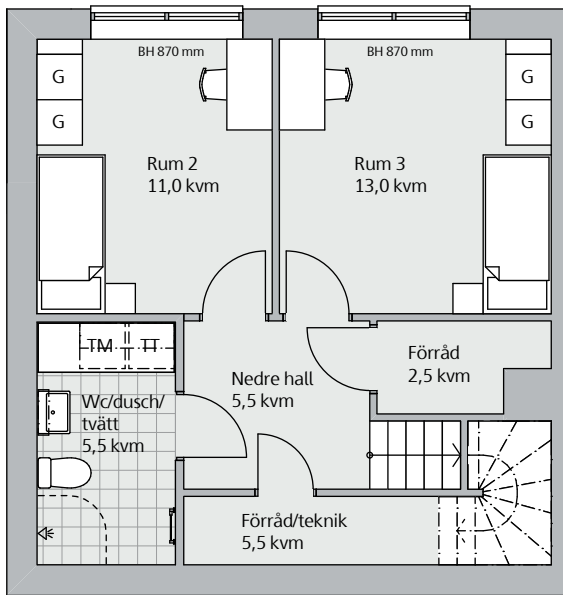 BH 870 mm
BH 870 mm
G
G
G
G
Rum 2
11,0 kvm
Rum 3
13,0 kvm
TM
TT
Förråd
2,5 kvm
Nedre hall
5,5 kvm
Wc/dusch/
tvätt
5,5 kvm
Förråd/teknik
5,5 kvm